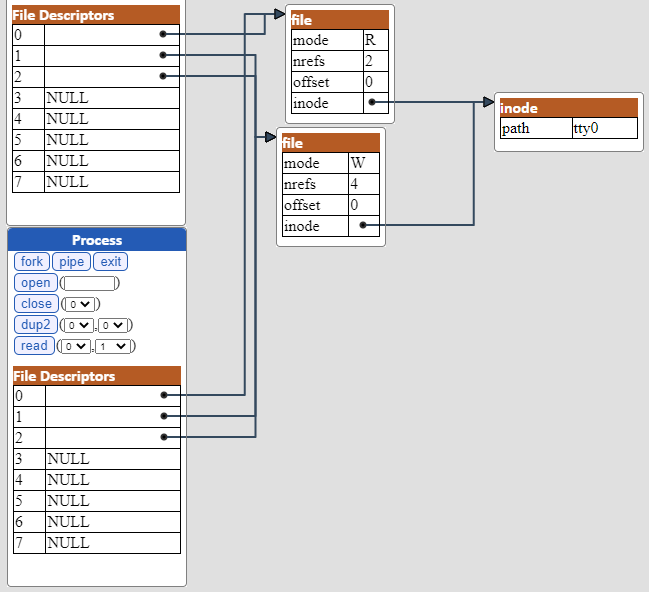 File Descriptors
0
1
2
3 NULL
4 NULL
5 NULL
6 NULL
7 NULL
file
mode R
nrefs 2
offset 0
inode
inode
path tty0
file
mode W
nrefs 4
offset 0
inode
Process
fork pipe exit
open ( )
close ( 0 )
dup2 ( 0 , 0 )
read ( 0 , 1 )
File Descriptors
0
1
2
3 NULL
4 NULL
5 NULL
6 NULL
7 NULL